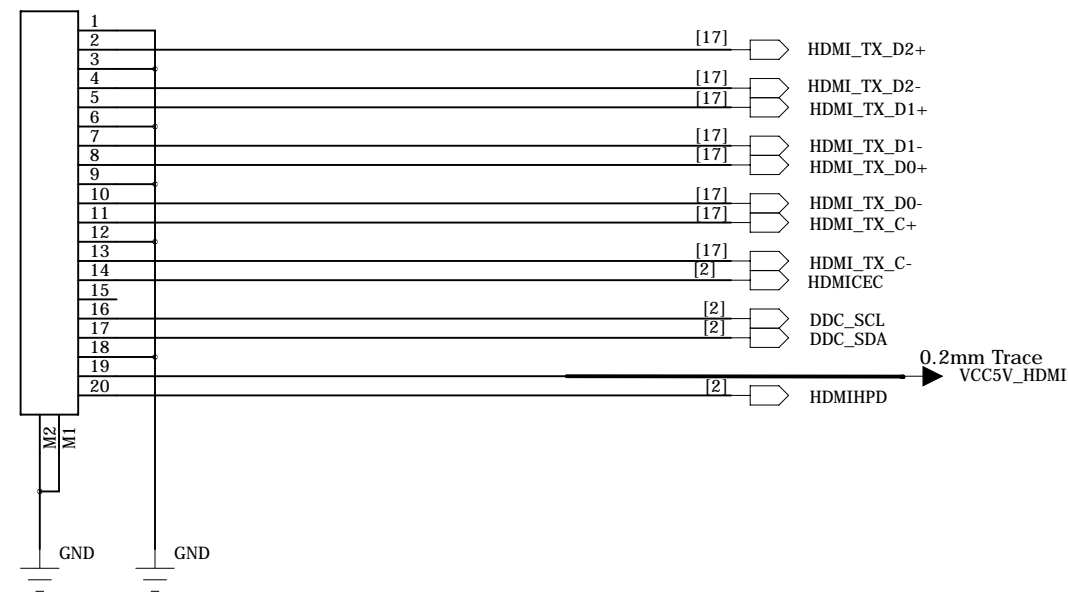 1
2 [17] HDMI_TX_D2+
3
4 [17] HDMI_TX_D2-
5 [17] HDMI_TX_D1+
6
7 [17] HDMI_TX_D1-
8 [17] HDMI_TX_D0+
9
10 [17] HDMI_TX_D0-
11 [17] HDMI_TX_C+
12
13 [17] HDMI_TX_C-
14 [2] HDMICEC
15
16 [2] DDC_SCL
17 [2] DDC_SDA
18
0.2mm Trace
19 VCC5V_HDMI
20 [2] HDMIHPD
M2
M1
GND
GND